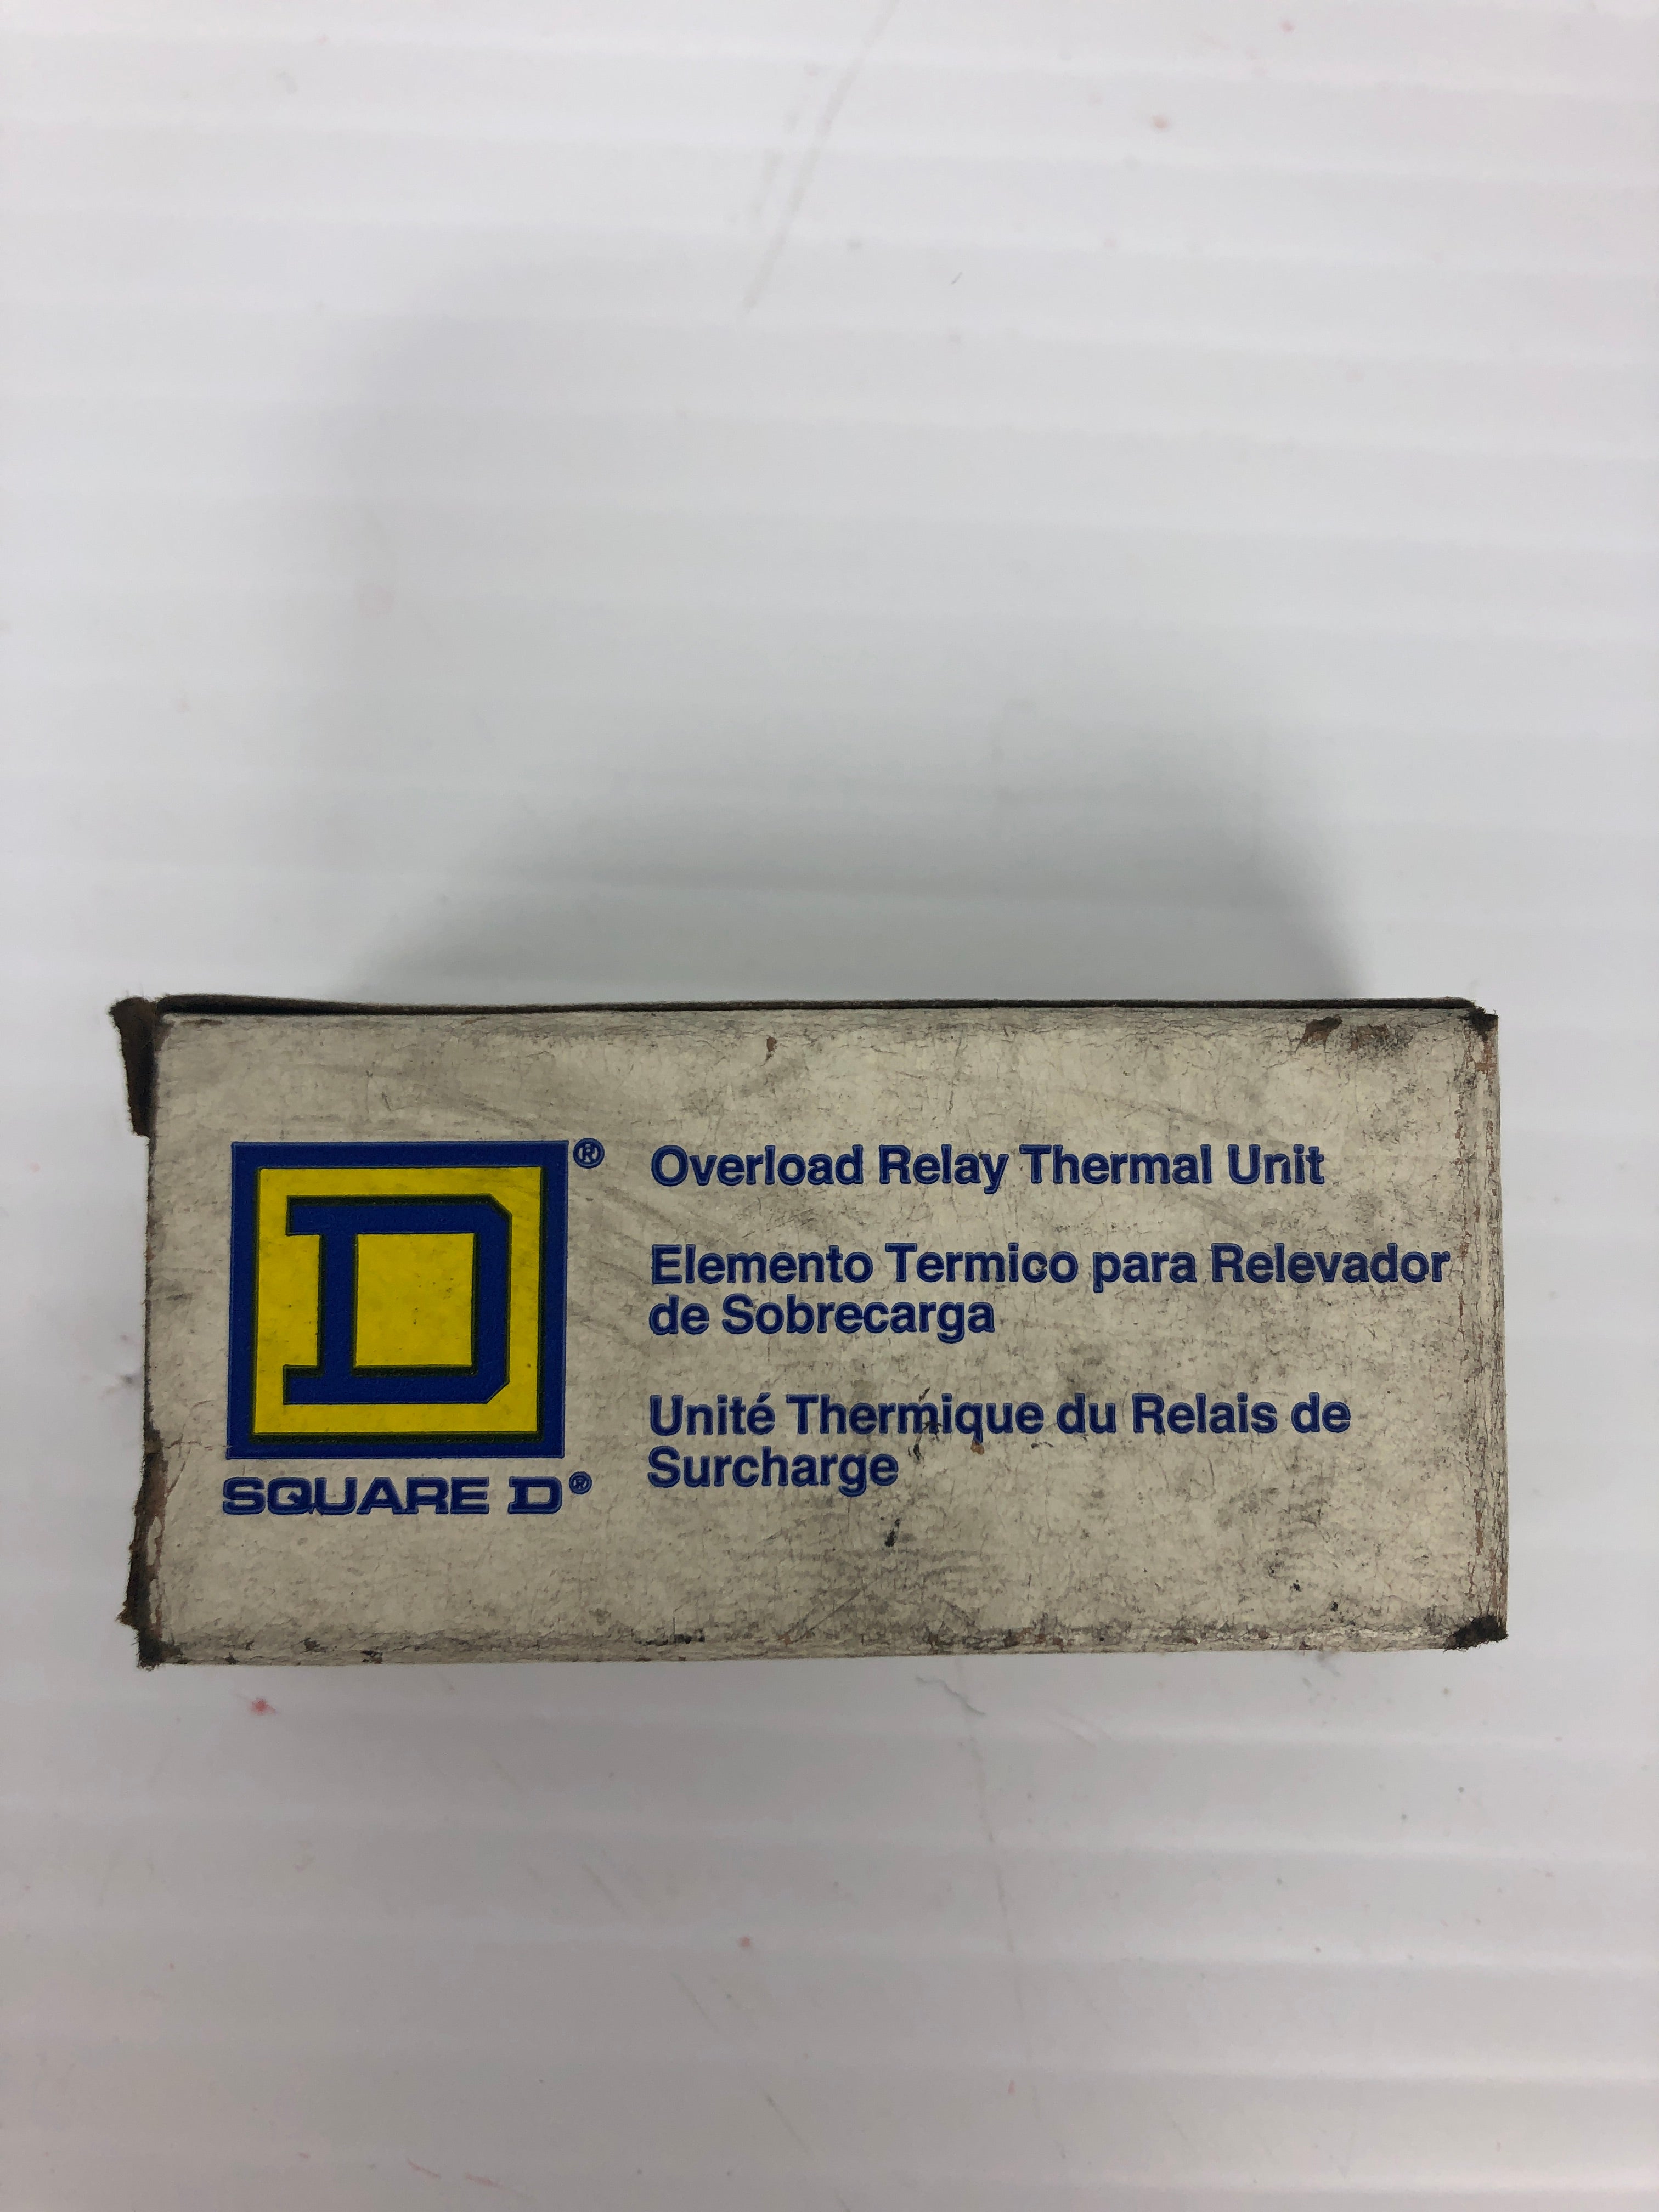 D®
SQUARE D®
Overload Relay Thermal Unit
Elemento Termico para Relevador
de Sobrecarga
Unité Thermique du Relais de
Surcharge